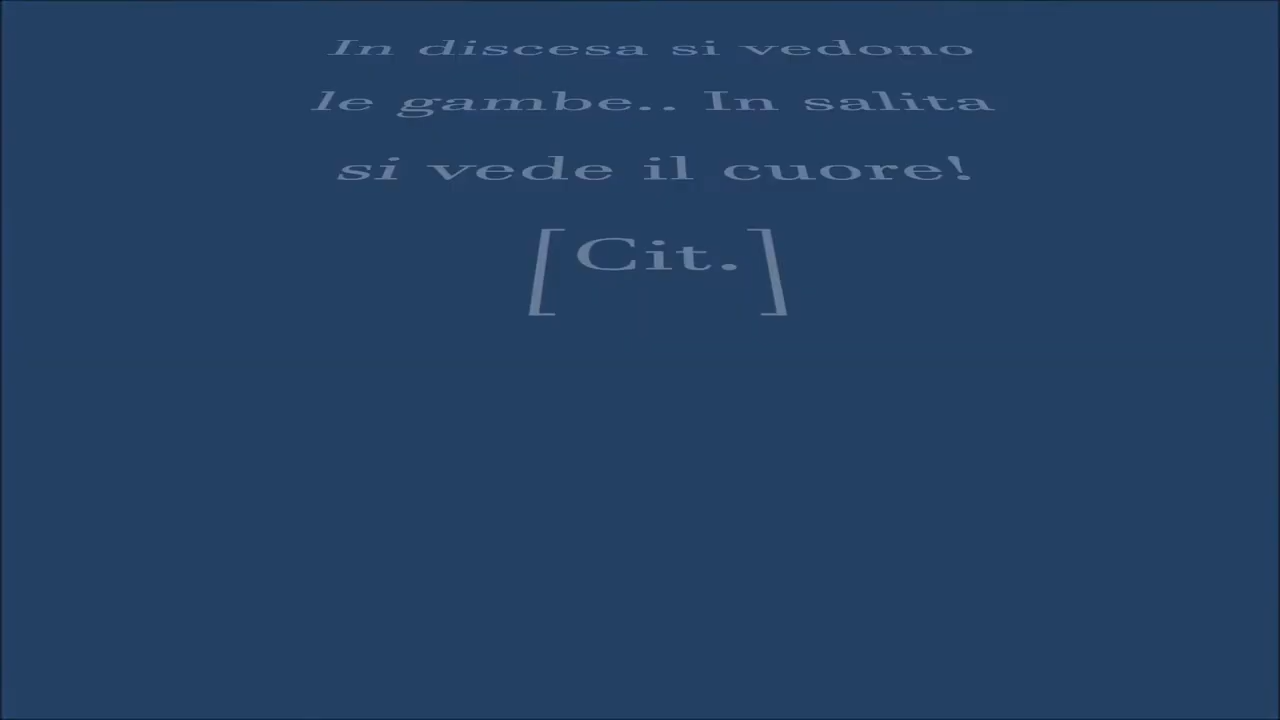 In discesa si vedono
le gambe.. In salita
si vede il cuore!
[Cit.]